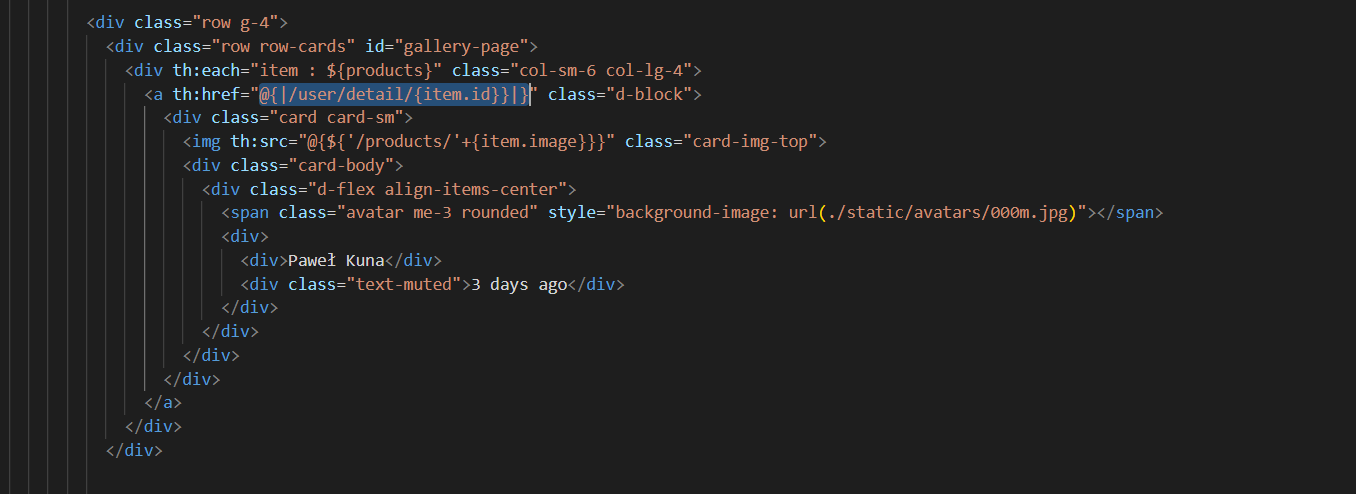 <div class="row g-4">
<div class="row row-cards" id="gallery-page">
<div th:each="item : ${products}" class="col-sm-6 col-lg-4">
<a th:href="@{|/user/detail/{item.id}}|}" class="d-block">
<div class="card card-sm">
<img th:src="@{${'/products/'+{item.image}}}" class="card-img-top">
<div class="card-body">
<div class="d-flex align-items-center">
<span class="avatar me-3 rounded" style="background-image: url(./static/avatars/000m.jpg)"></span>
<div>
<div>Paweł Kuna</div>
<div class="text-muted">3 days ago</div>
</div>
</div>
</div>
</div>
</a>
</div>
</div>